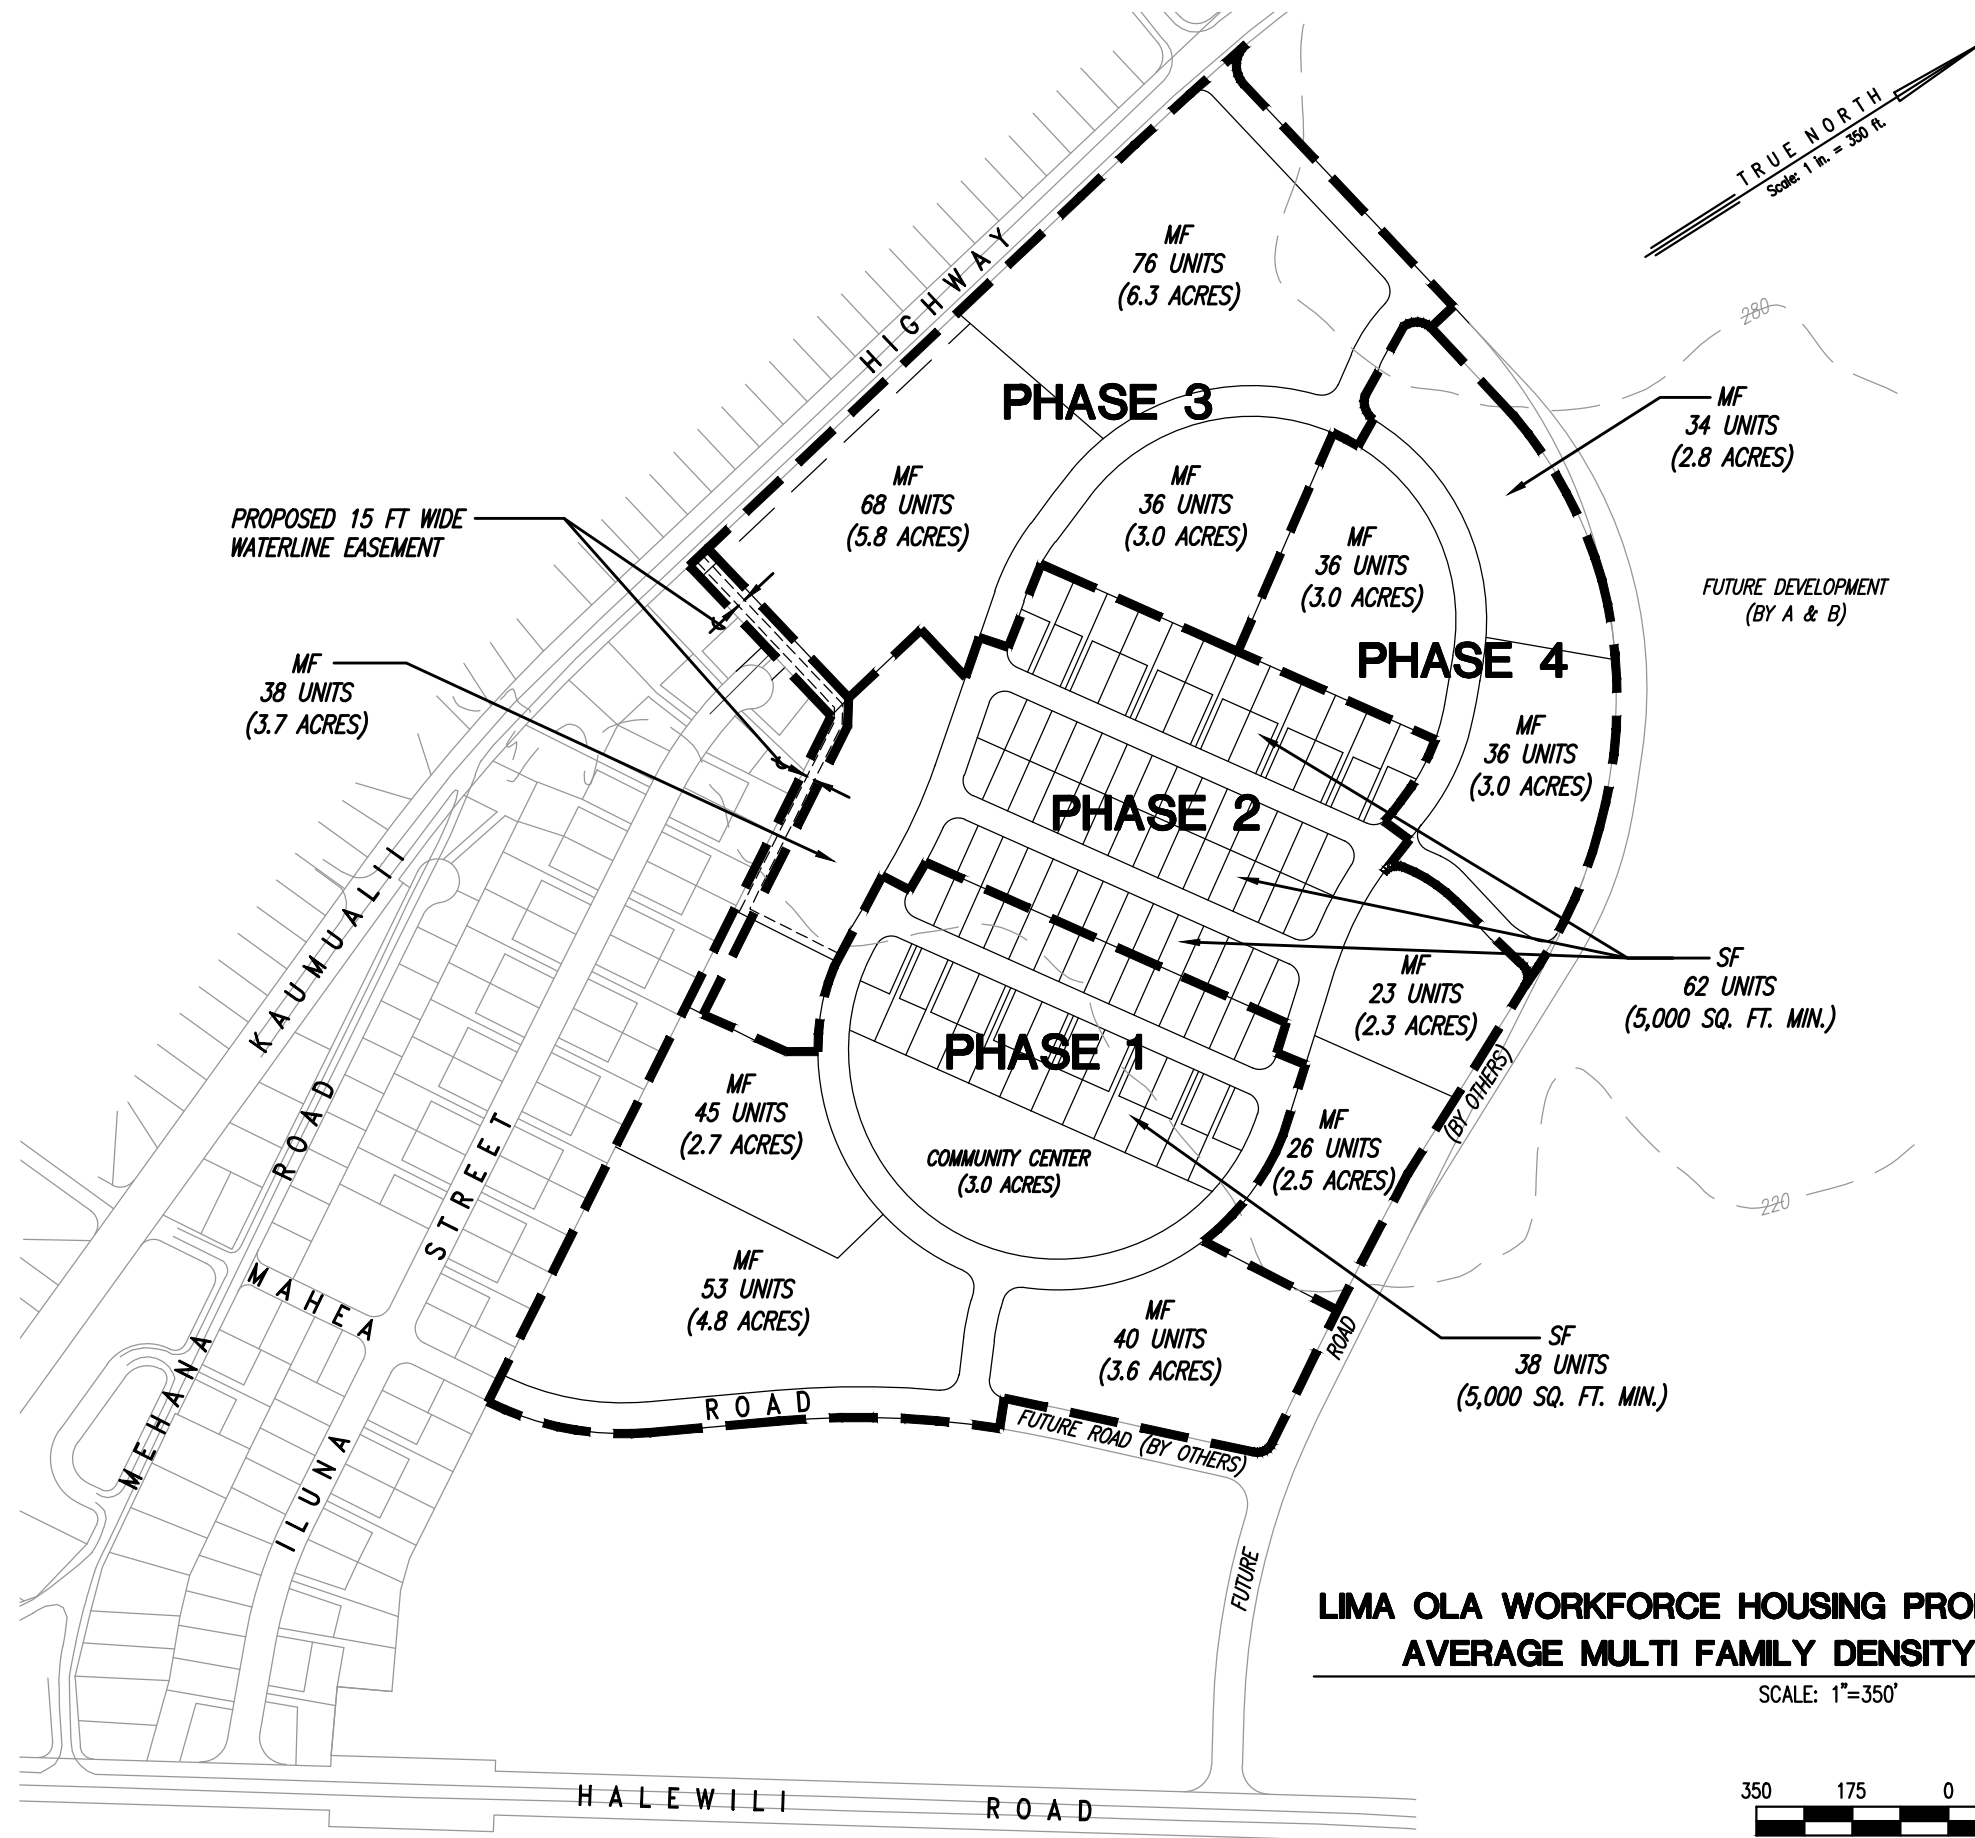 TRUE NORTH
Scale: 1 in. = 350 ft.
HIGHWAY
MF
76 UNITS
(6.3 ACRES)
280
PHASE 3
MF
34 UNITS
(2.8 ACRES)
MF
68 UNITS
(5.8 ACRES)
MF
36 UNITS
(3.0 ACRES)
MF
36 UNITS
(3.0 ACRES)
PROPOSED 15 FT WIDE
WATERLINE EASEMENT
FUTURE DEVELOPMENT
(BY A & B)
MF
38 UNITS
(3.7 ACRES)
PHASE 4
MF
36 UNITS
(3.0 ACRES)
PHASE 2
KAUMUALII
MF
23 UNITS
(2.3 ACRES)
SF
62 UNITS
(5,000 SQ. FT. MIN.)
PHASE 1
MF
45 UNITS
(2.7 ACRES)
(BY OTHERS)
MF
26 UNITS
(2.5 ACRES)
COMMUNITY CENTER
(3.0 ACRES)
ROAD
STREET
220
MAHEA
MF
53 UNITS
(4.8 ACRES)
MF
40 UNITS
(3.6 ACRES)
ROAD
SF
38 UNITS
(5,000 SQ. FT. MIN.)
ROAD
FUTURE ROAD (BY OTHERS)
MEHANA
ILUNA
FUTURE
LIMA OLA WORKFORCE HOUSING PRO
AVERAGE MULTI FAMILY DENSITY
SCALE: 1"=350'
350 175 0
HALEWILI ROAD